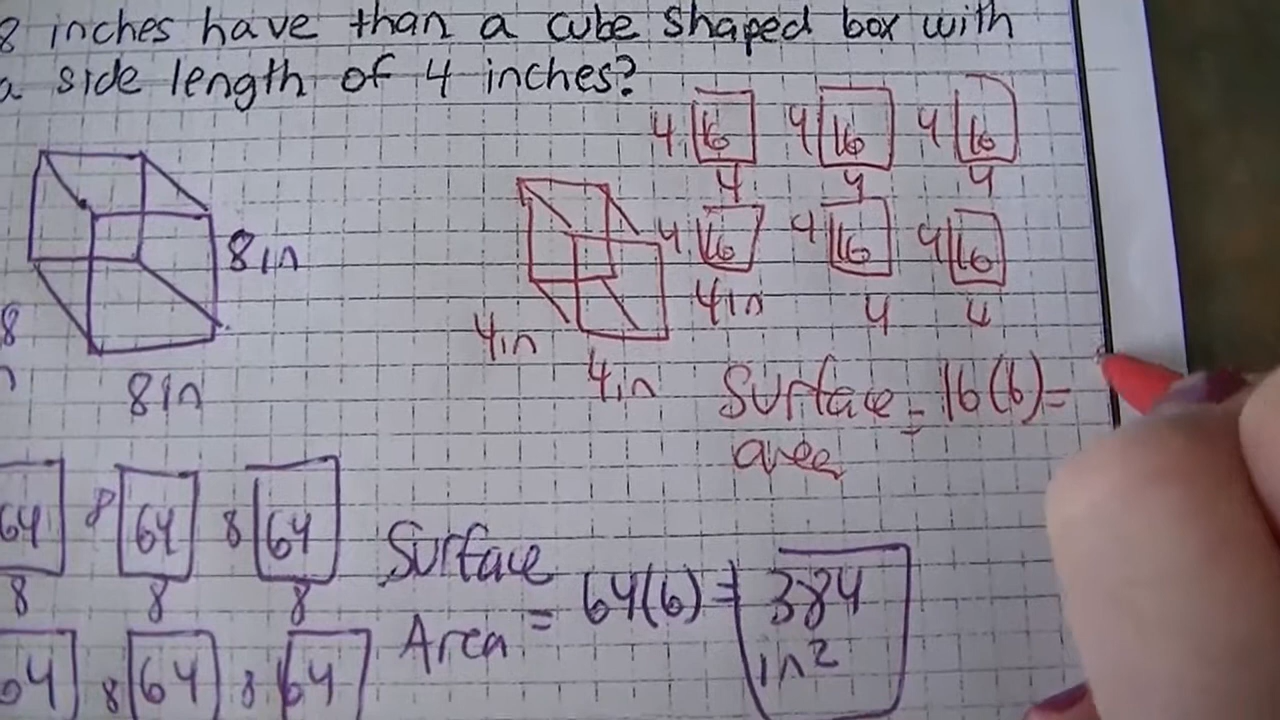 8 inches have than a cube shaped box with
a side length of 4 inches?
4 16 4 16 4 16
4 4 4
4 16 4 16 4 16
4in 4 4
8in
8
4in
4in
8in
Surface = 16(6)=
area
64 8 64 8 64
8 8 8
Surface
Area = 64(6) = 384
in²
64 8 64 8 64